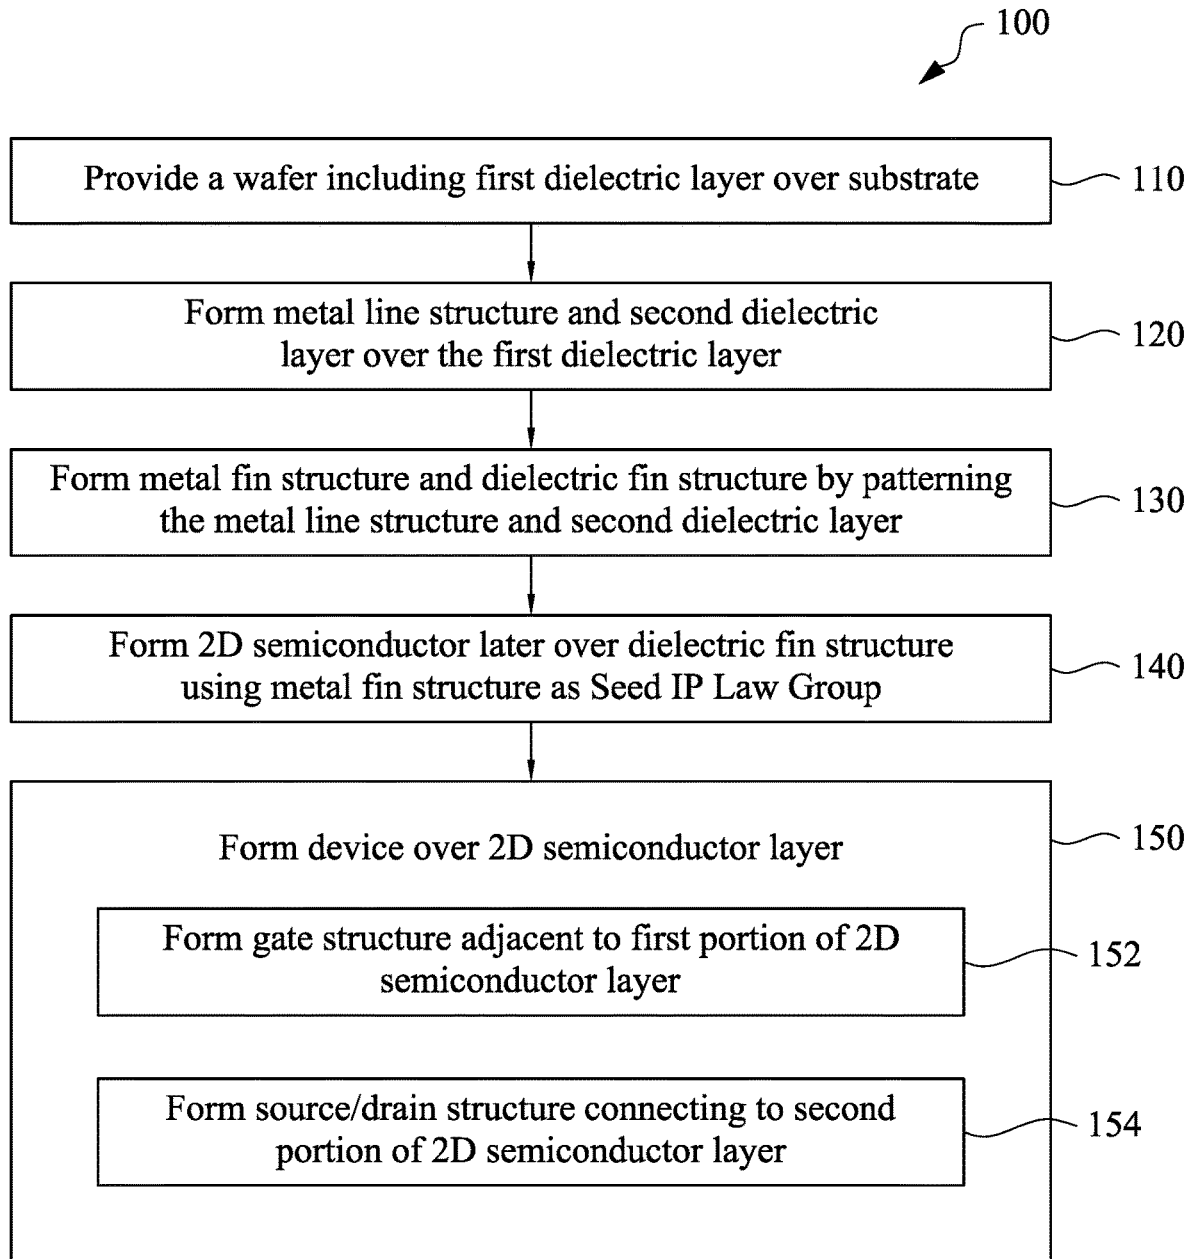 100
Provide a wafer including first dielectric layer over substrate
110
Form metal line structure and second dielectric
layer over the first dielectric layer
120
Form metal fin structure and dielectric fin structure by patterning
the metal line structure and second dielectric layer
130
Form 2D semiconductor later over dielectric fin structure
using metal fin structure as Seed IP Law Group
140
Form device over 2D semiconductor layer
150
Form gate structure adjacent to first portion of 2D
semiconductor layer
152
Form source/drain structure connecting to second
portion of 2D semiconductor layer
154